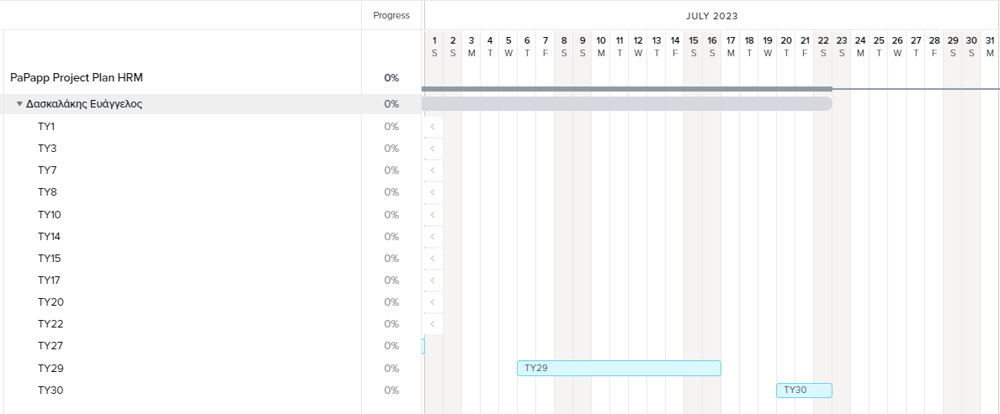 Progress JULY 2023
1 2 3 4 5 6 7 8 9 10 11 12 13 14 15 16 17 18 19 20 21 22 23 24 25 26 27 28 29 30 31
S S M T W T F S S M T W T F S S M T W T F S S M T W T F S S M
PaPapp Project Plan HRM 0%
Δασκαλάκης Ευάγγελος 0%
TY1 0%
TY3 0%
TY7 0%
TY8 0%
TY10 0%
TY14 0%
TY15 0%
TY17 0%
TY20 0%
TY22 0%
TY27 0%
TY29 0% TY29
TY30 0% TY30